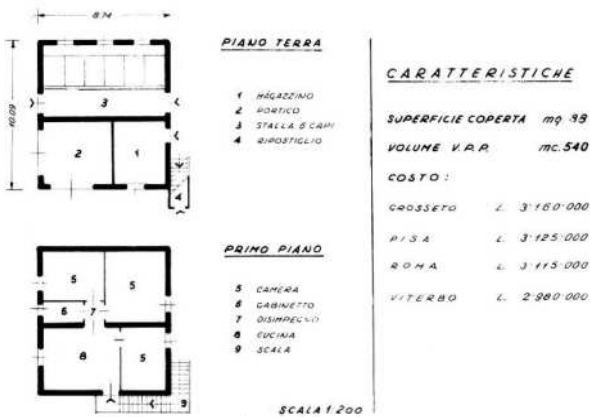 8.74
PIANO TERRA
10.09
1 MAGAZZINO
2 PORTICO
3 STALLA 6 CAPI
4 RIPOSTIGLIO
3
2
1
4
PRIMO PIANO
5 CAMERA
6 GABINETTO
7 DISIMPEGNO
8 CUCINA
9 SCALA
5
5
6
7
8
5
9
SCALA 1:200
CARATTERISTICHE
SUPERFICIE COPERTA mq. 88
VOLUME V.P.P. mc. 540
COSTO:
GROSSETO L. 3·160·000
PISA L. 3·125·000
ROMA L. 3·115·000
VITERBO L. 2·980·000